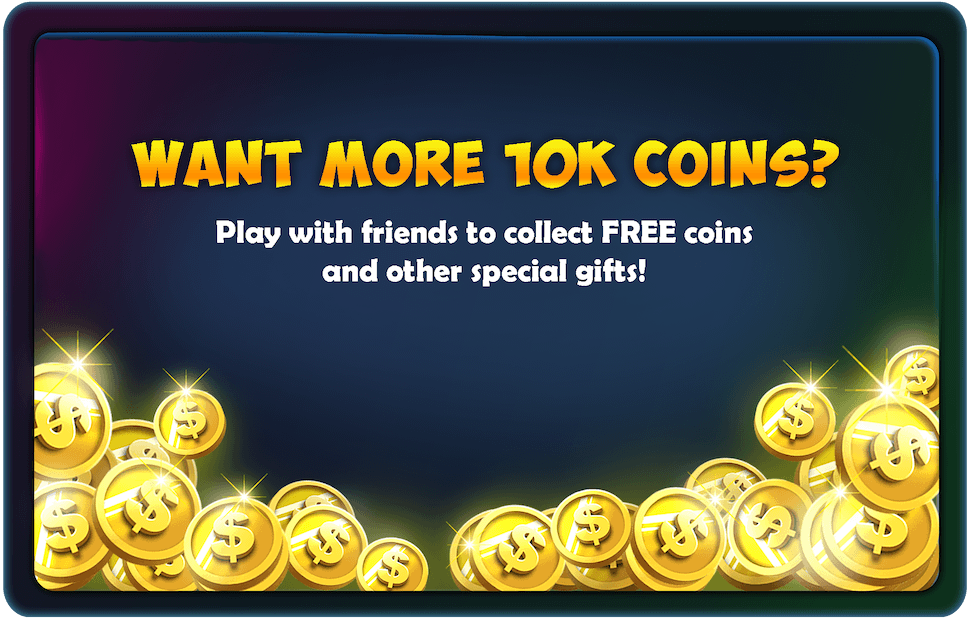 WANT MORE 10K COINS?
Play with friends to collect FREE coins
and other special gifts!